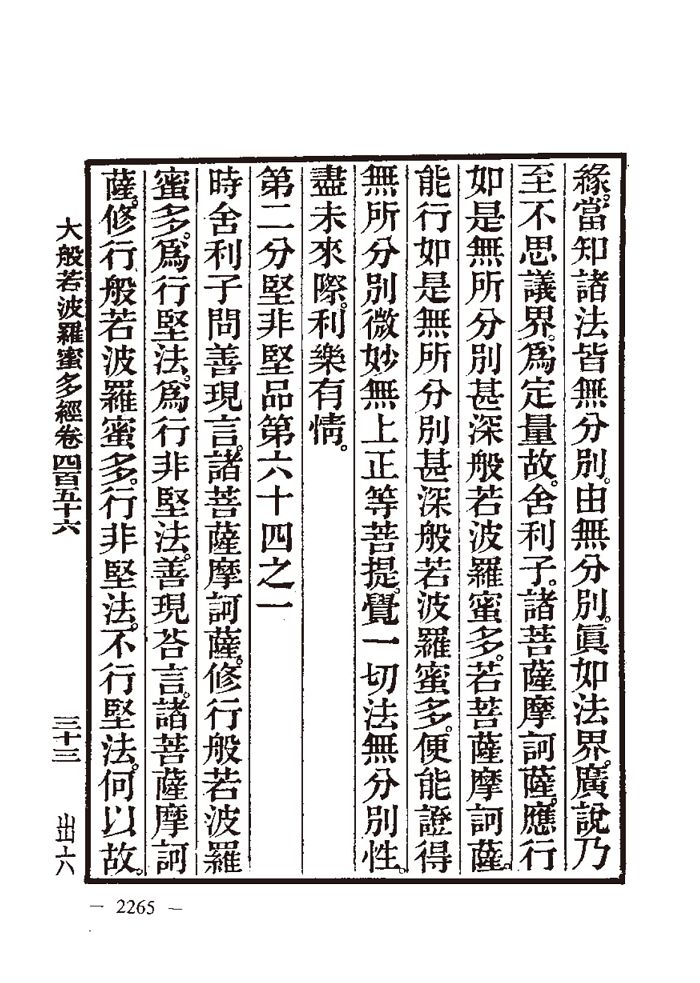 緣。當知諸法皆無分別。由無分別。眞如法界。廣說乃
至不思議界。爲定量故。舍利子。諸菩薩摩訶薩。應行
如是無所分別甚深般若波羅蜜多。若菩薩摩訶薩。
能行如是無所分別甚深般若波羅蜜多。便能證得
無所分別微妙無上正等菩提。覺一切法無分別性。
盡未來際。利樂有情。
第二分堅非堅品第六十四之一
時舍利子問善現言。諸菩薩摩訶薩。修行般若波羅
蜜多。爲行堅法。爲行非堅法。善現荅言。諸菩薩摩訶
薩。修行般若波羅蜜多。行非堅法。不行堅法。何以故。
大般若波羅蜜多經卷四百五十六 三十三 出六
— 2265 —